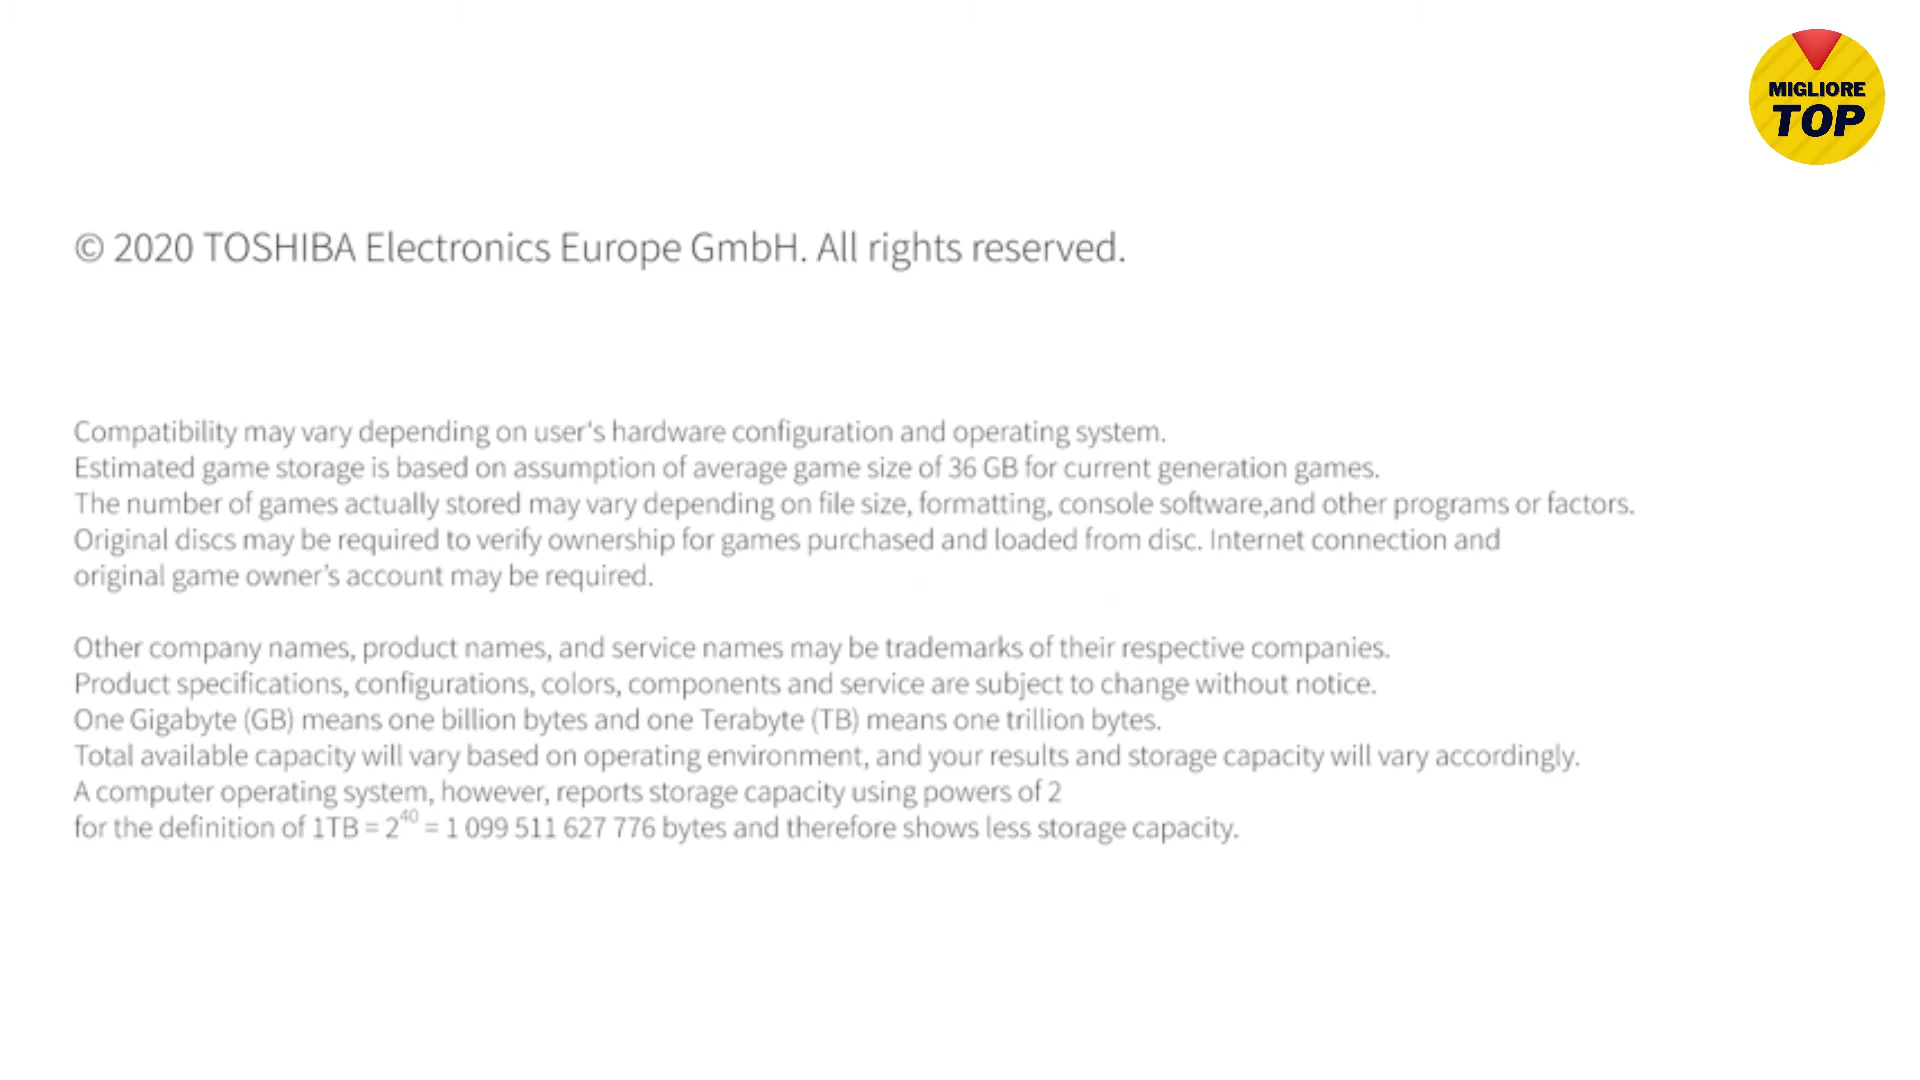 MIGLIORE
TOP
© 2020 TOSHIBA Electronics Europe GmbH. All rights reserved.
Compatibility may vary depending on user's hardware configuration and operating system.
Estimated game storage is based on assumption of average game size of 36 GB for current generation games.
The number of games actually stored may vary depending on file size, formatting, console software,and other programs or factors.
Original discs may be required to verify ownership for games purchased and loaded from disc. Internet connection and
original game owner’s account may be required.
Other company names, product names, and service names may be trademarks of their respective companies.
Product specifications, configurations, colors, components and service are subject to change without notice.
One Gigabyte (GB) means one billion bytes and one Terabyte (TB) means one trillion bytes.
Total available capacity will vary based on operating environment, and your results and storage capacity will vary accordingly.
A computer operating system, however, reports storage capacity using powers of 2
for the definition of 1TB = 2⁴⁰ = 1 099 511 627 776 bytes and therefore shows less storage capacity.